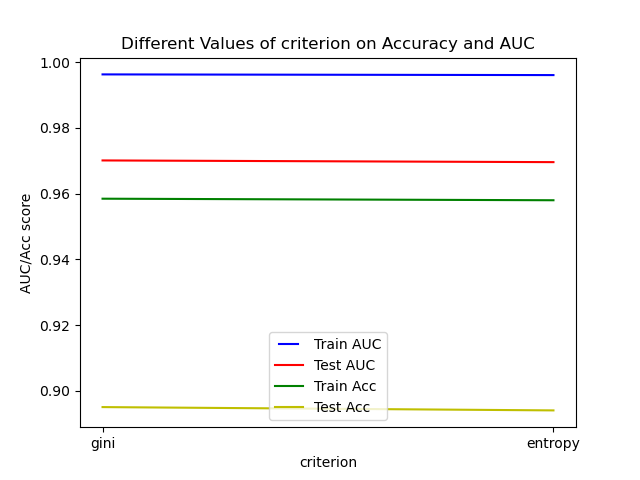 Different Values of criterion on Accuracy and AUC
1.00
0.98
0.96
0.94
0.92
0.90
AUC/Acc score
Train AUC
Test AUC
Train Acc
Test Acc
gini
entropy
criterion